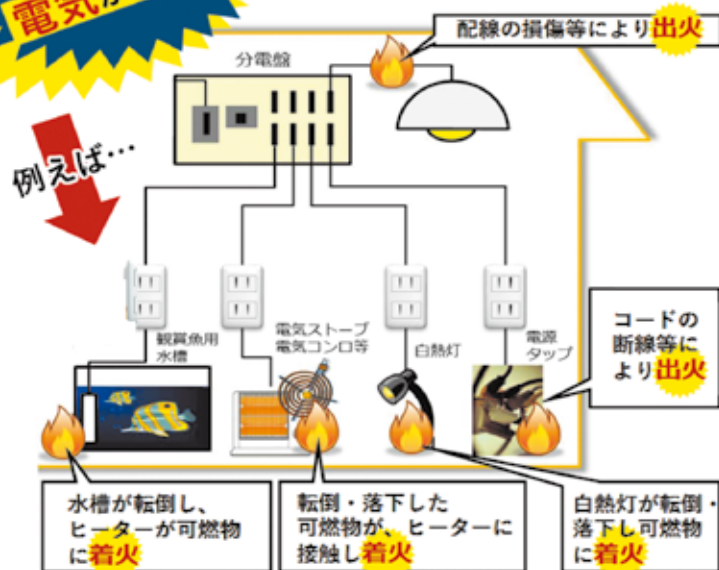 電気が
配線の損傷等により出火
分電盤
例えば…
観賞魚用
水槽
電気ストーブ
電気コンロ等
白熱灯
電源
タップ
コードの
断線等に
より出火
水槽が転倒し、
ヒーターが可燃物
に着火
転倒・落下した
可燃物が、ヒーターに
接触し着火
白熱灯が転倒・
落下し可燃物
に着火